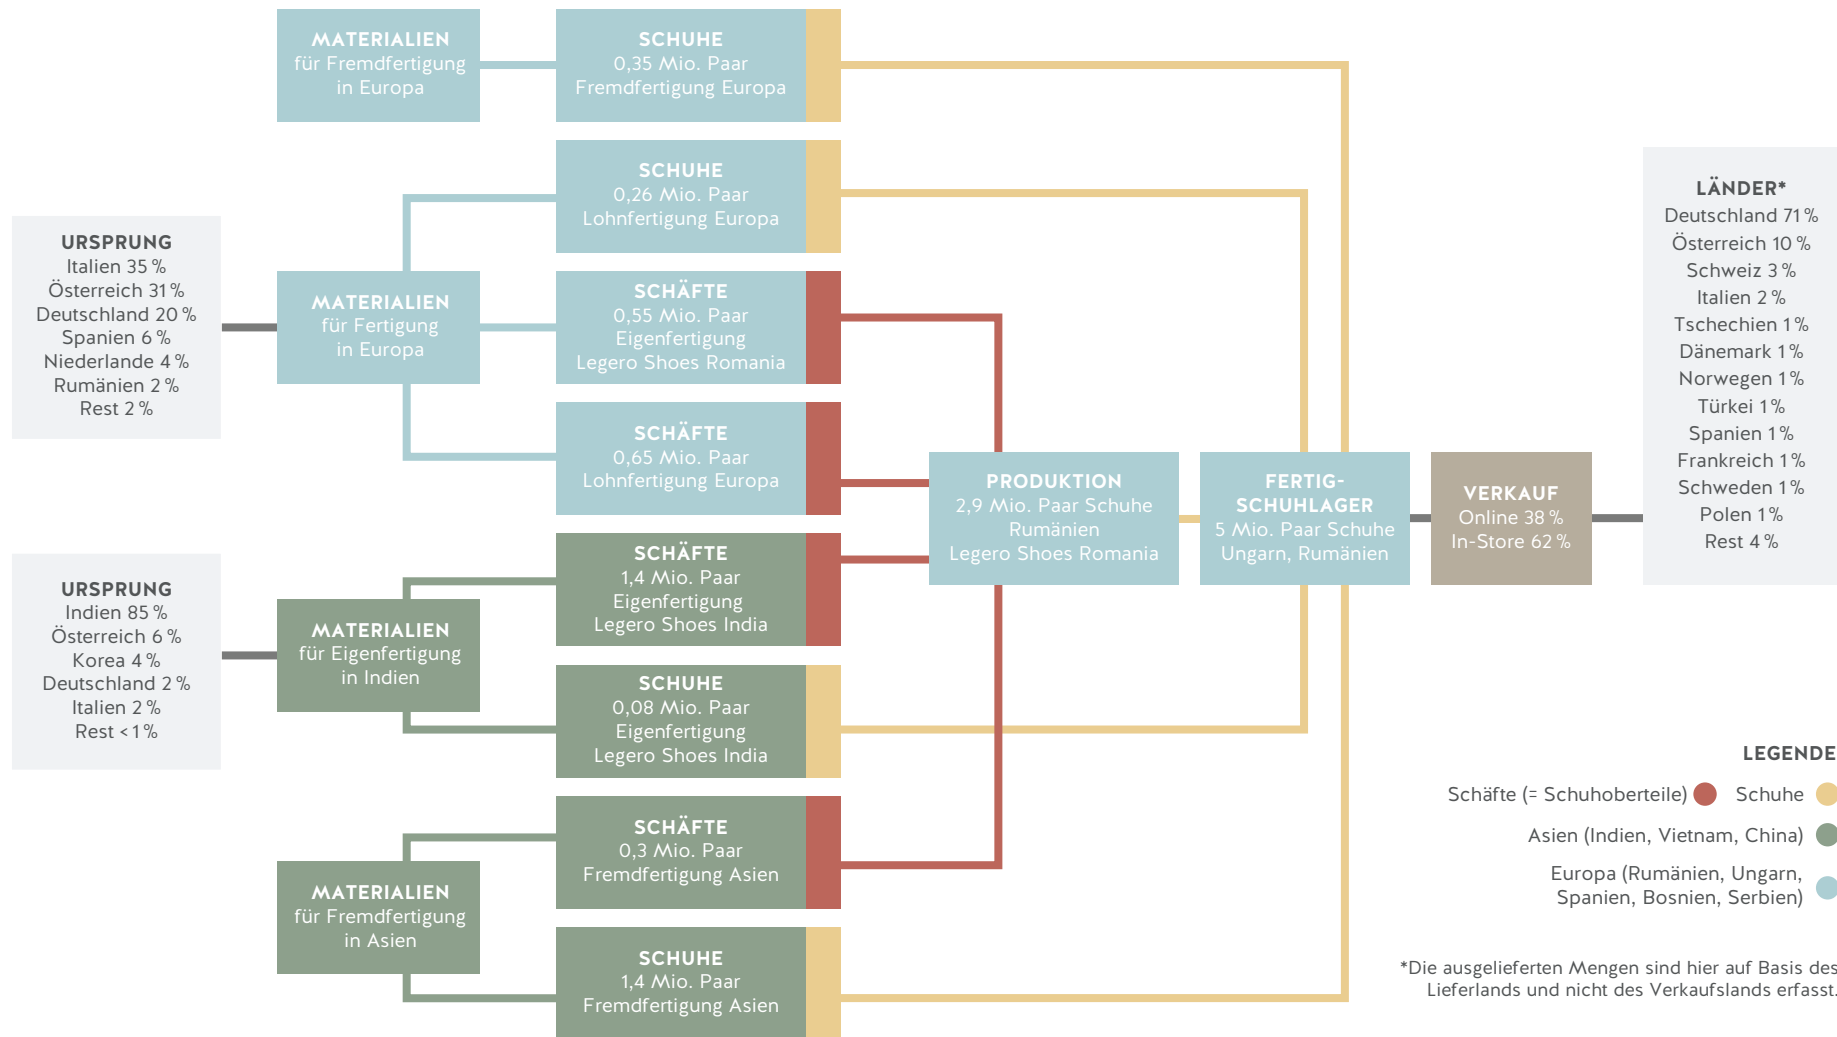 MATERIALIEN
für Fremdfertigung
in Europa
SCHUHE
0,35 Mio. Paar
Fremdfertigung Europa
SCHUHE
0,26 Mio. Paar
Lohnfertigung Europa
URSPRUNG
Italien 35 %
Österreich 31 %
Deutschland 20 %
Spanien 6 %
Niederlande 4 %
Rumänien 2 %
Rest 2 %
MATERIALIEN
für Fertigung
in Europa
SCHÄFTE
0,55 Mio. Paar
Eigenfertigung
Legero Shoes Romania
SCHÄFTE
0,65 Mio. Paar
Lohnfertigung Europa
URSPRUNG
Indien 85 %
Österreich 6 %
Korea 4 %
Deutschland 2 %
Italien 2 %
Rest <1 %
MATERIALIEN
für Eigenfertigung
in Indien
SCHÄFTE
1,4 Mio. Paar
Eigenfertigung
Legero Shoes India
SCHUHE
0,08 Mio. Paar
Eigenfertigung
Legero Shoes India
MATERIALIEN
für Fremdfertigung
in Asien
SCHÄFTE
0,3 Mio. Paar
Fremdfertigung Asien
SCHUHE
1,4 Mio. Paar
Fremdfertigung Asien
PRODUKTION
2,9 Mio. Paar Schuhe
Rumänien
Legero Shoes Romania
FERTIG-
SCHUHLAGER
5 Mio. Paar Schuhe
Ungarn, Rumänien
VERKAUF
Online 38 %
In-Store 62 %
LÄNDER*
Deutschland 71 %
Österreich 10 %
Schweiz 3 %
Italien 2 %
Tschechien 1 %
Dänemark 1 %
Norwegen 1 %
Türkei 1 %
Spanien 1 %
Frankreich 1 %
Schweden 1 %
Polen 1 %
Rest 4 %
LEGENDE
Schäfte (= Schuhoberteile) Schuhe
Asien (Indien, Vietnam, China)
Europa (Rumänien, Ungarn,
Spanien, Bosnien, Serbien)
*Die ausgelieferten Mengen sind hier auf Basis des
Lieferlands und nicht des Verkaufslands erfasst.